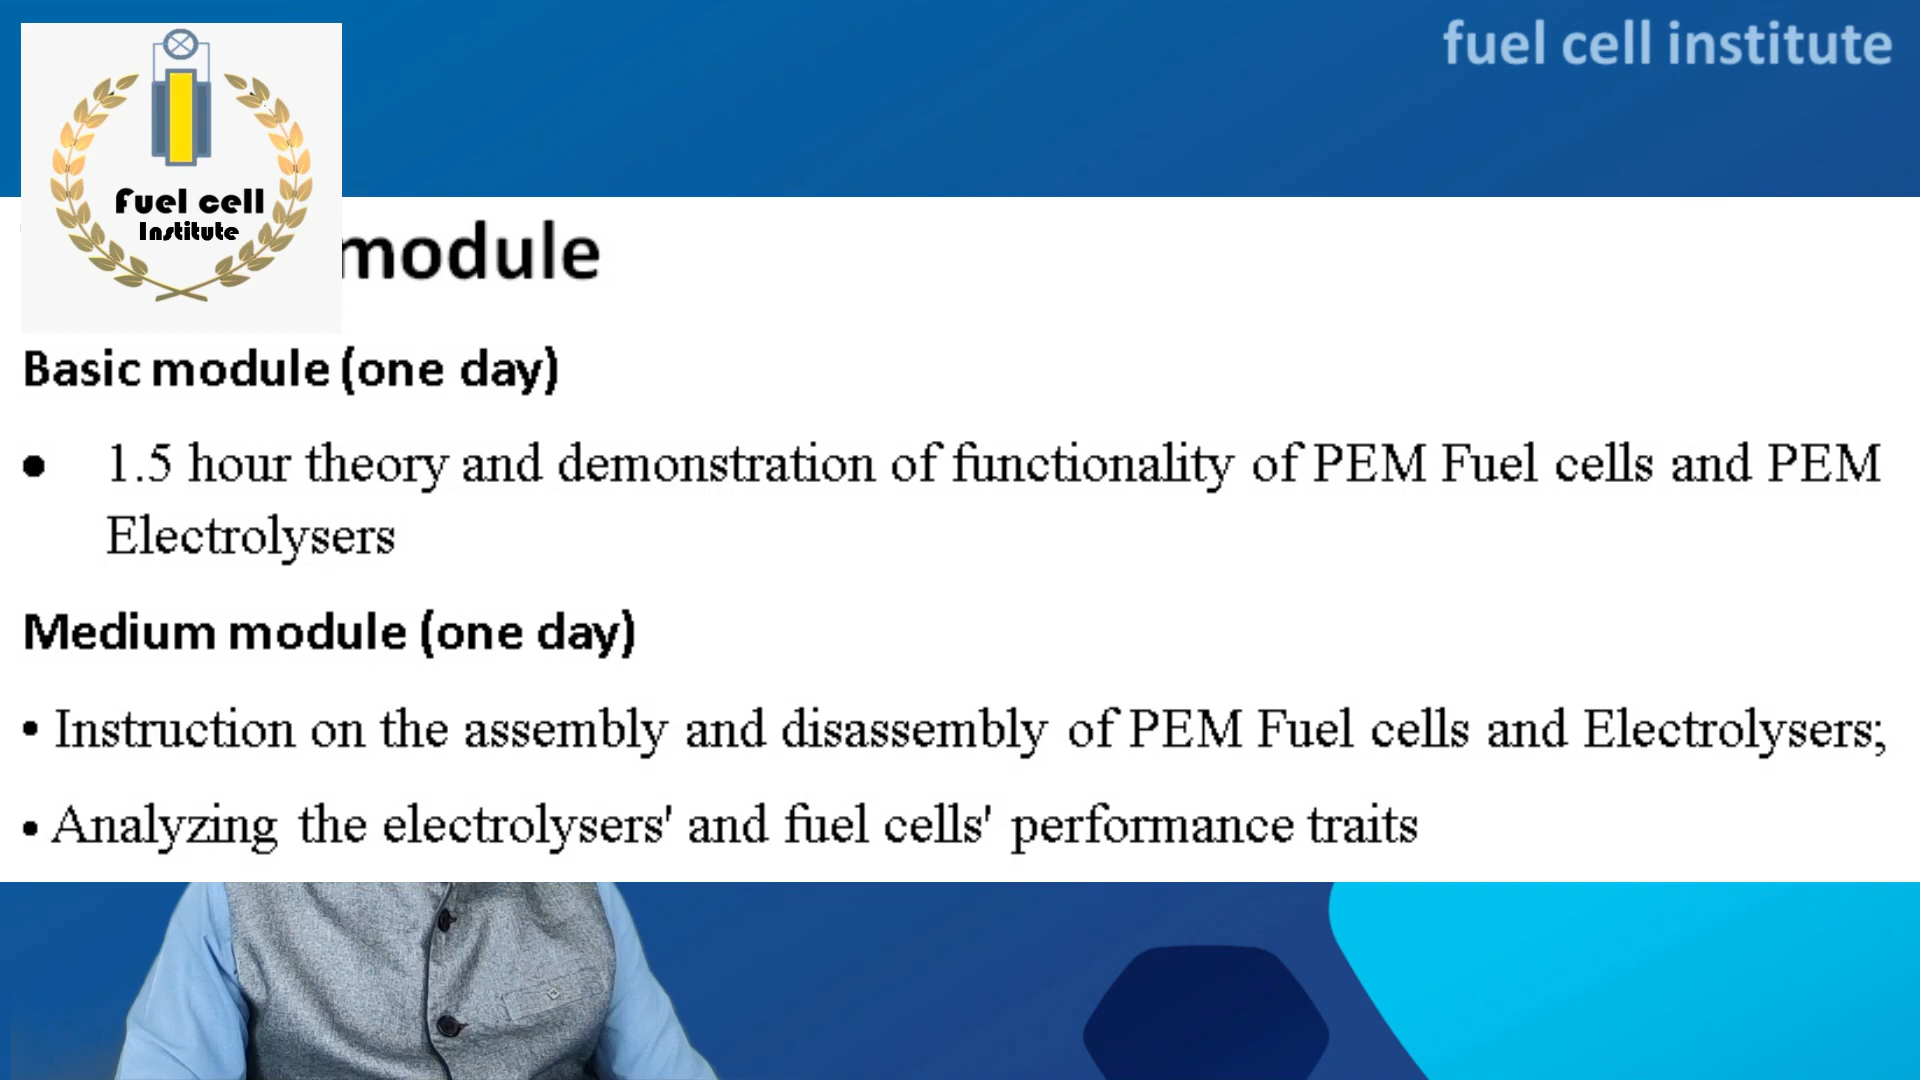 fuel cell institute
Fuel cell
Institute
module
Basic module (one day)
● 1.5 hour theory and demonstration of functionality of PEM Fuel cells and PEM
Electrolysers
Medium module (one day)
• Instruction on the assembly and disassembly of PEM Fuel cells and Electrolysers;
• Analyzing the electrolysers' and fuel cells' performance traits